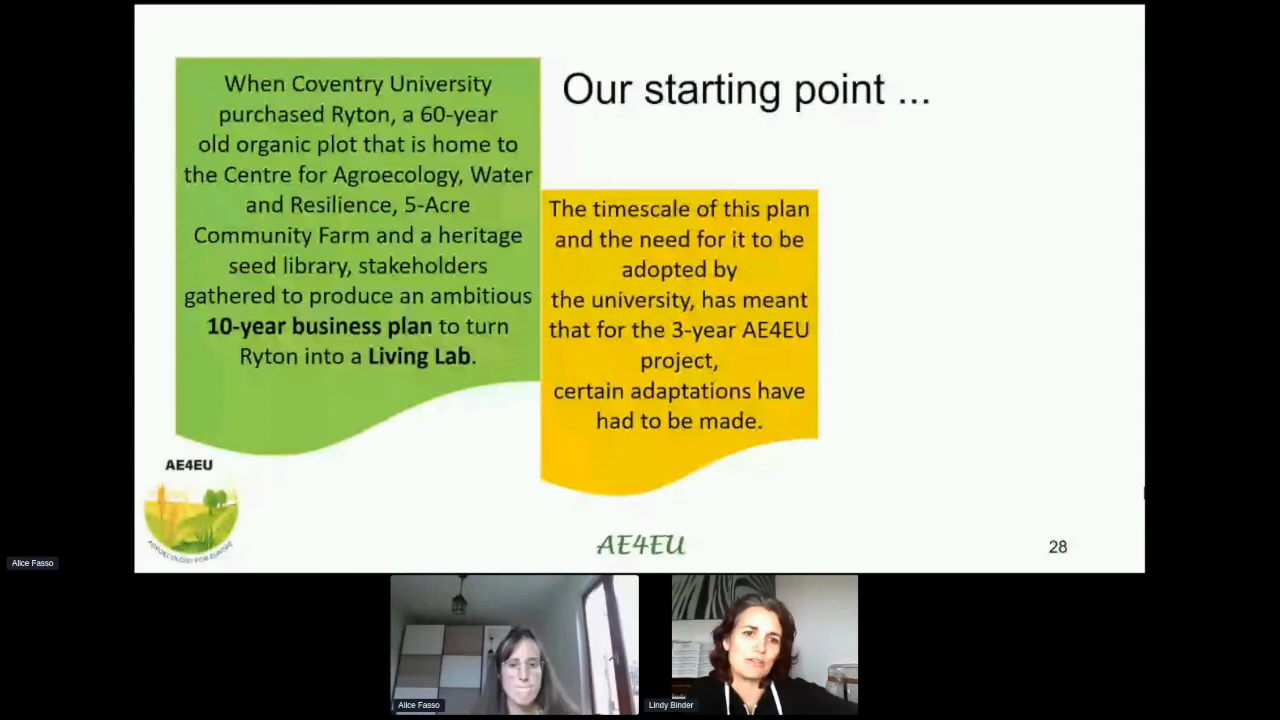 When Coventry University
purchased Ryton, a 60-year
old organic plot that is home to
the Centre for Agroecology, Water
and Resilience, 5-Acre
Community Farm and a heritage
seed library, stakeholders
gathered to produce an ambitious
10-year business plan to turn
Ryton into a Living Lab.
Our starting point ...
The timescale of this plan
and the need for it to be
adopted by
the university, has meant
that for the 3-year AE4EU
project,
certain adaptations have
had to be made.
AE4EU
AGROECOLOGY FOR EUROPE
AE4EU
28
Alice Fasso
Alice Fasso
Lindy Binder